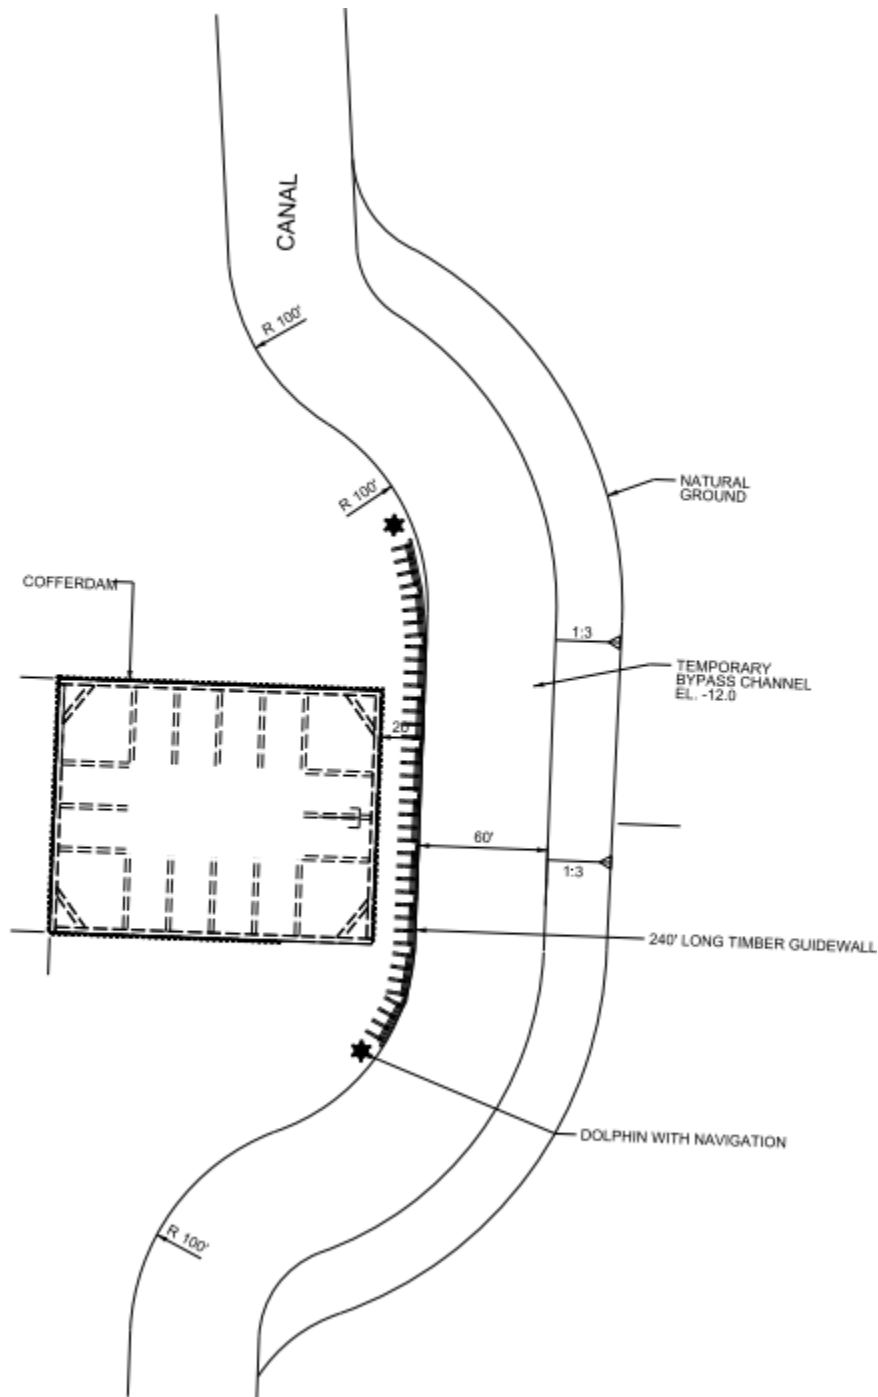 CANAL
R 100'
R 100'
NATURAL
GROUND
COFFERDAM
1:3
TEMPORARY
BYPASS CHANNEL
EL. -12.0
20'
60'
1:3
240' LONG TIMBER GUIDEWALL
DOLPHIN WITH NAVIGATION
R 100'